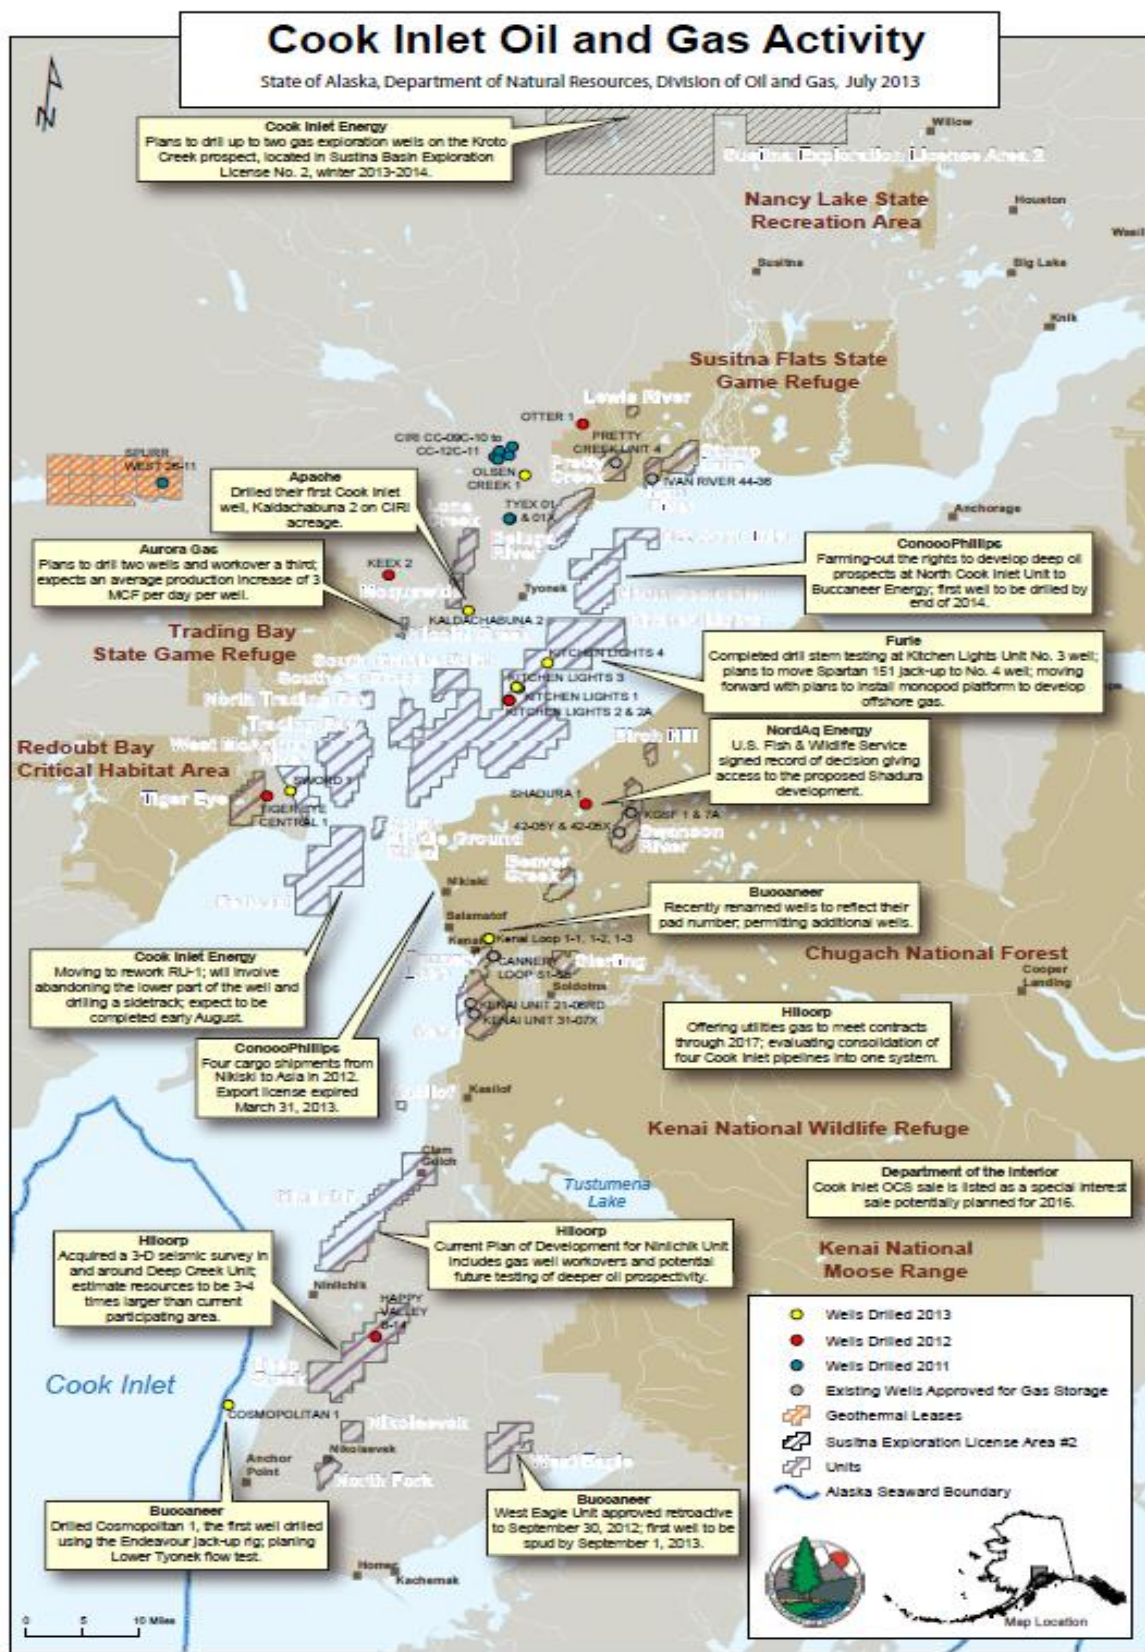 Cook Inlet Oil and Gas Activity
State of Alaska, Department of Natural Resources, Division of Oil and Gas, July 2013
N
Cook Inlet Energy
Plans to drill up to two gas exploration wells on the Kroto
Creek prospect, located in Sustina Basin Exploration
License No. 2, winter 2013-2014.
Willow
Susitna Exploration License Area 2
Nancy Lake State
Recreation Area
Houston
Susitna
Big Lake
Knik
Susitna Flats State
Game Refuge
Lewis River
OTTER 1
CIRI CC-09C-10 to
CC-12C-11
PRETTY
CREEK UNIT 4
Pretty
Creek
SPURR
WEST 26-11
OLSEN
CREEK 1
IVAN RIVER 44-36
Apache
Drilled their first Cook Inlet
well, Kaldachabuna 2 on CIRI
acreage.
TYEX 01
& 01X
Beluga
River
Anchorage
Aurora Gas
Plans to drill two wells and workover a third;
expects an average production increase of 3
MCF per day per well.
KEEX 2
Tyonek
ConocoPhillips
Farming-out the rights to develop deep oil
prospects at North Cook Inlet Unit to
Buccaneer Energy; first well to be drilled by
end of 2014.
KALDACHABUNA 2
Trading Bay
State Game Refuge
KITCHEN LIGHTS 4
Furie
Completed drill stem testing at Kitchen Lights Unit No. 3 well;
plans to move Spartan 151 jack-up to No. 4 well; moving
forward with plans to install monopod platform to develop
offshore gas.
KITCHEN LIGHTS 3
KITCHEN LIGHTS 1
KITCHEN LIGHTS 2 & 2A
North Trading Bay
Birch Hill
Redoubt Bay
Critical Habitat Area
NordAq Energy
U.S. Fish & Wildlife Service
signed record of decision giving
access to the proposed Shadura
development.
SWORD 1
Tiger Eye
TIGER EYE
CENTRAL 1
SHADURA 1
KGSF 1 & 7A
42-05Y & 42-05X
Swanson
River
Beaver
Creek
Nikiski
Buccaneer
Recently renamed wells to reflect their
pad number; permitting additional wells.
Salamatof
Kenai
Kenai Loop 1-1, 1-2, 1-3
Chugach National Forest
Cooper
Landing
Cook Inlet Energy
Moving to rework RU-1; will involve
abandoning the lower part of the well and
drilling a sidetrack; expect to be
completed early August.
CANNERY
Sterling
Soldotna
KENAI UNIT 21-06RD
KENAI UNIT 31-07X
Hilcorp
Offering utilities gas to meet contracts
through 2017; evaluating consolidation of
four Cook Inlet pipelines into one system.
ConocoPhillips
Four cargo shipments from
Nikiski to Asia in 2012.
Export license expired
March 31, 2013.
Kasilof
Kenai National Wildlife Refuge
Clam
Gulch
Tustumena
Lake
Department of the Interior
Cook Inlet OCS sale is listed as a special interest
sale potentially planned for 2016.
Hilcorp
Acquired a 3-D seismic survey in
and around Deep Creek Unit;
estimate resources to be 3-4
times larger than current
participating area.
Hilcorp
Current Plan of Development for Ninilchik Unit
includes gas well workovers and potential
future testing of deeper oil prospectivity.
Kenai National
Moose Range
Ninilchik
HAPPY
VALLEY
B-14
Deep
Creek
Cook Inlet
COSMOPOLITAN 1
Nikolaevsk
Nikolaevsk
West Eagle
Anchor
Point
North Fork
Buccaneer
Drilled Cosmopolitan 1, the first well drilled
using the Endeavour jack-up rig; planing
Lower Tyonek flow test.
Buccaneer
West Eagle Unit approved retroactive
to September 30, 2012; first well to be
spud by September 1, 2013.
Homer
Kachemak
0 5 10 Miles
Wells Drilled 2013
Wells Drilled 2012
Wells Drilled 2011
Existing Wells Approved for Gas Storage
Geothermal Leases
Susitna Exploration License Area #2
Units
Alaska Seaward Boundary
Map Location